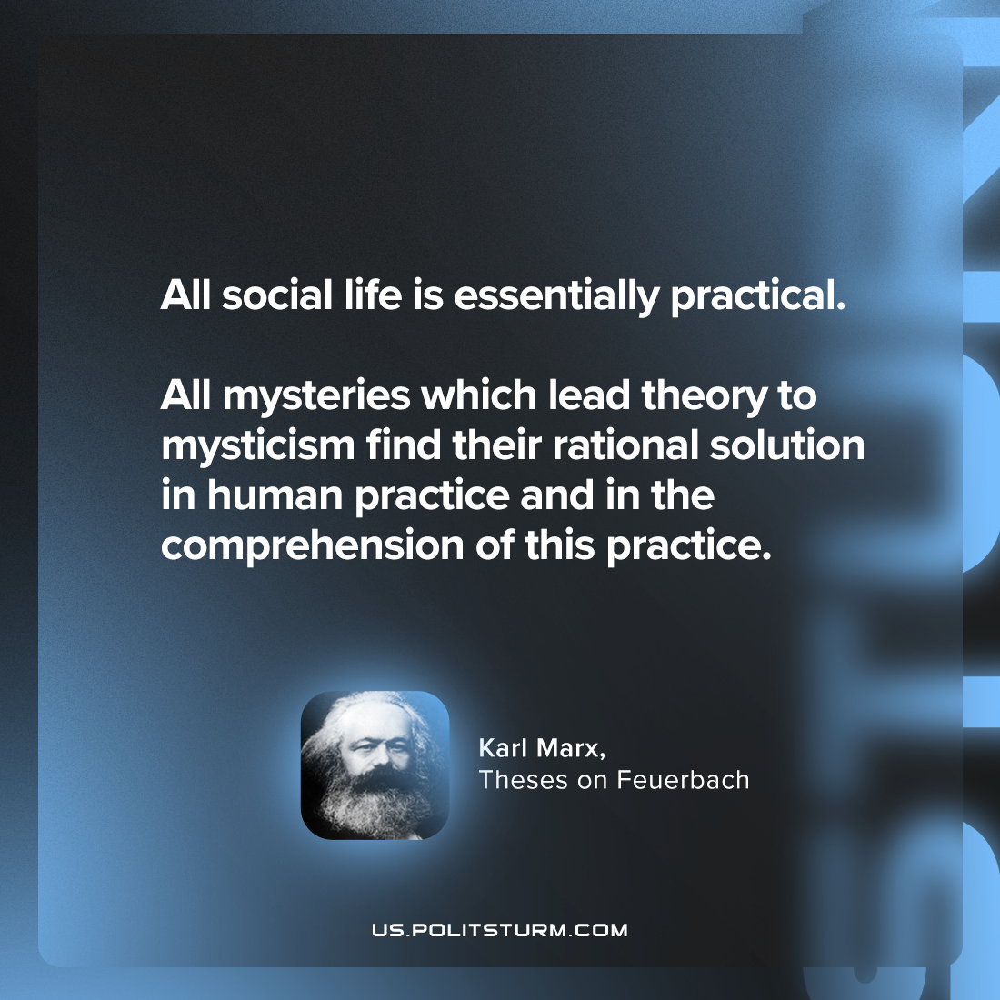 All social life is essentially practical.
All mysteries which lead theory to
mysticism find their rational solution
in human practice and in the
comprehension of this practice.
Karl Marx,
Theses on Feuerbach
US.POLITSTURM.COM
STURM